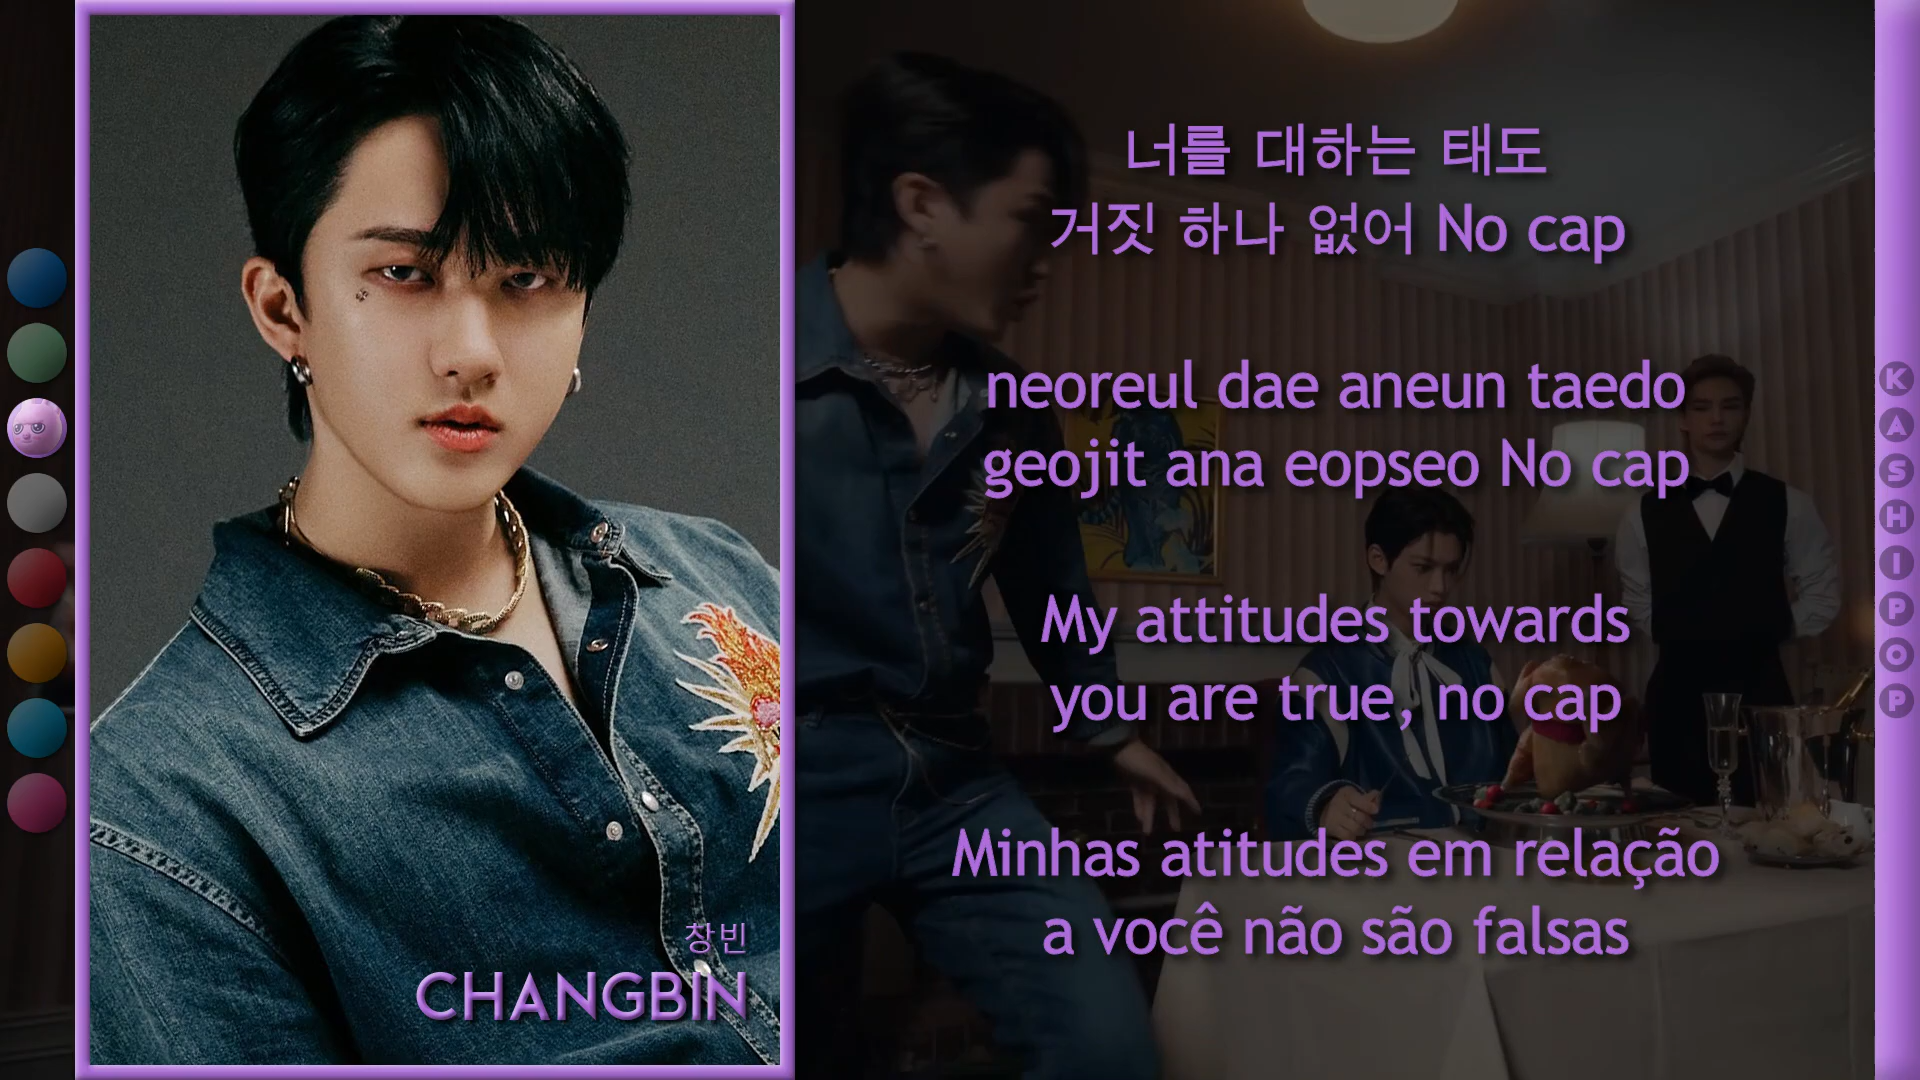 창빈
CHANGBIN
너를 대하는 태도
거짓 하나 없어 No cap
neoreul dae aneun taedo
geojit ana eopseo No cap
My attitudes towards
you are true, no cap
Minhas atitudes em relação
a você não são falsas
KASHIPOP